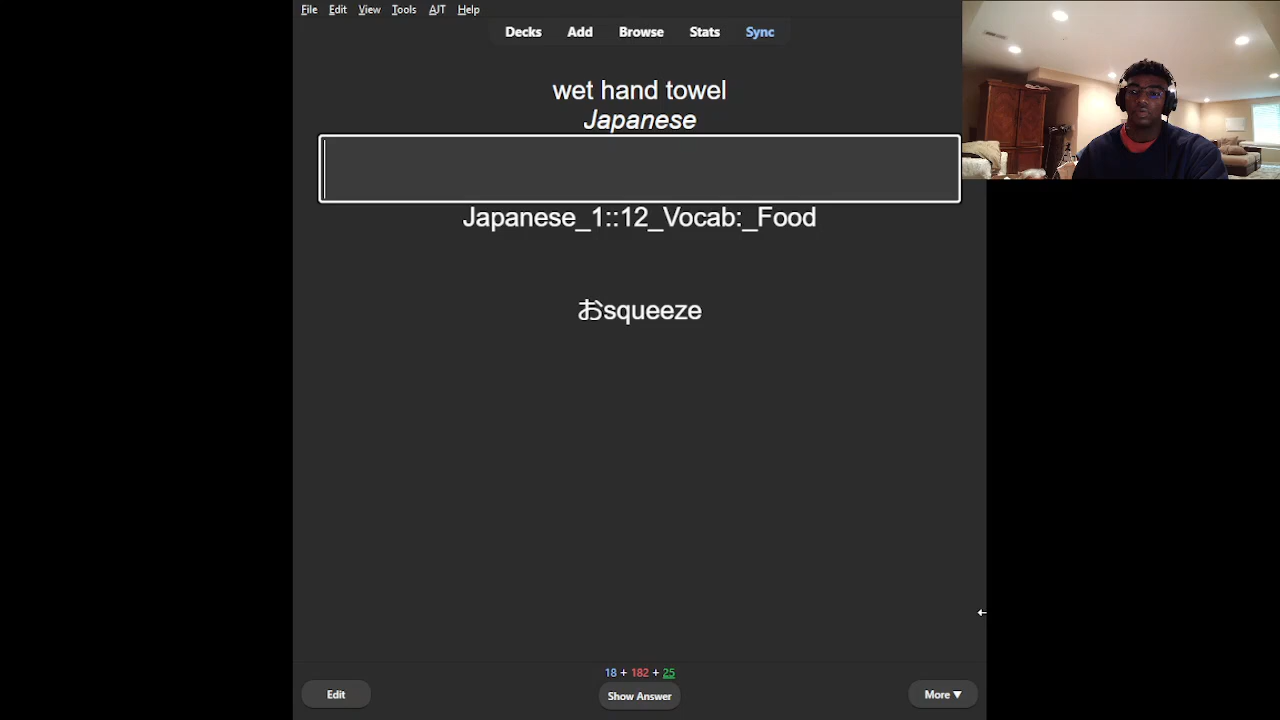 File Edit View Tools AJT Help
Decks Add Browse Stats Sync
wet hand towel
Japanese
Japanese_1::12_Vocab:_Food
おsqueeze
18 + 182 + 25
Edit Show Answer More ▼